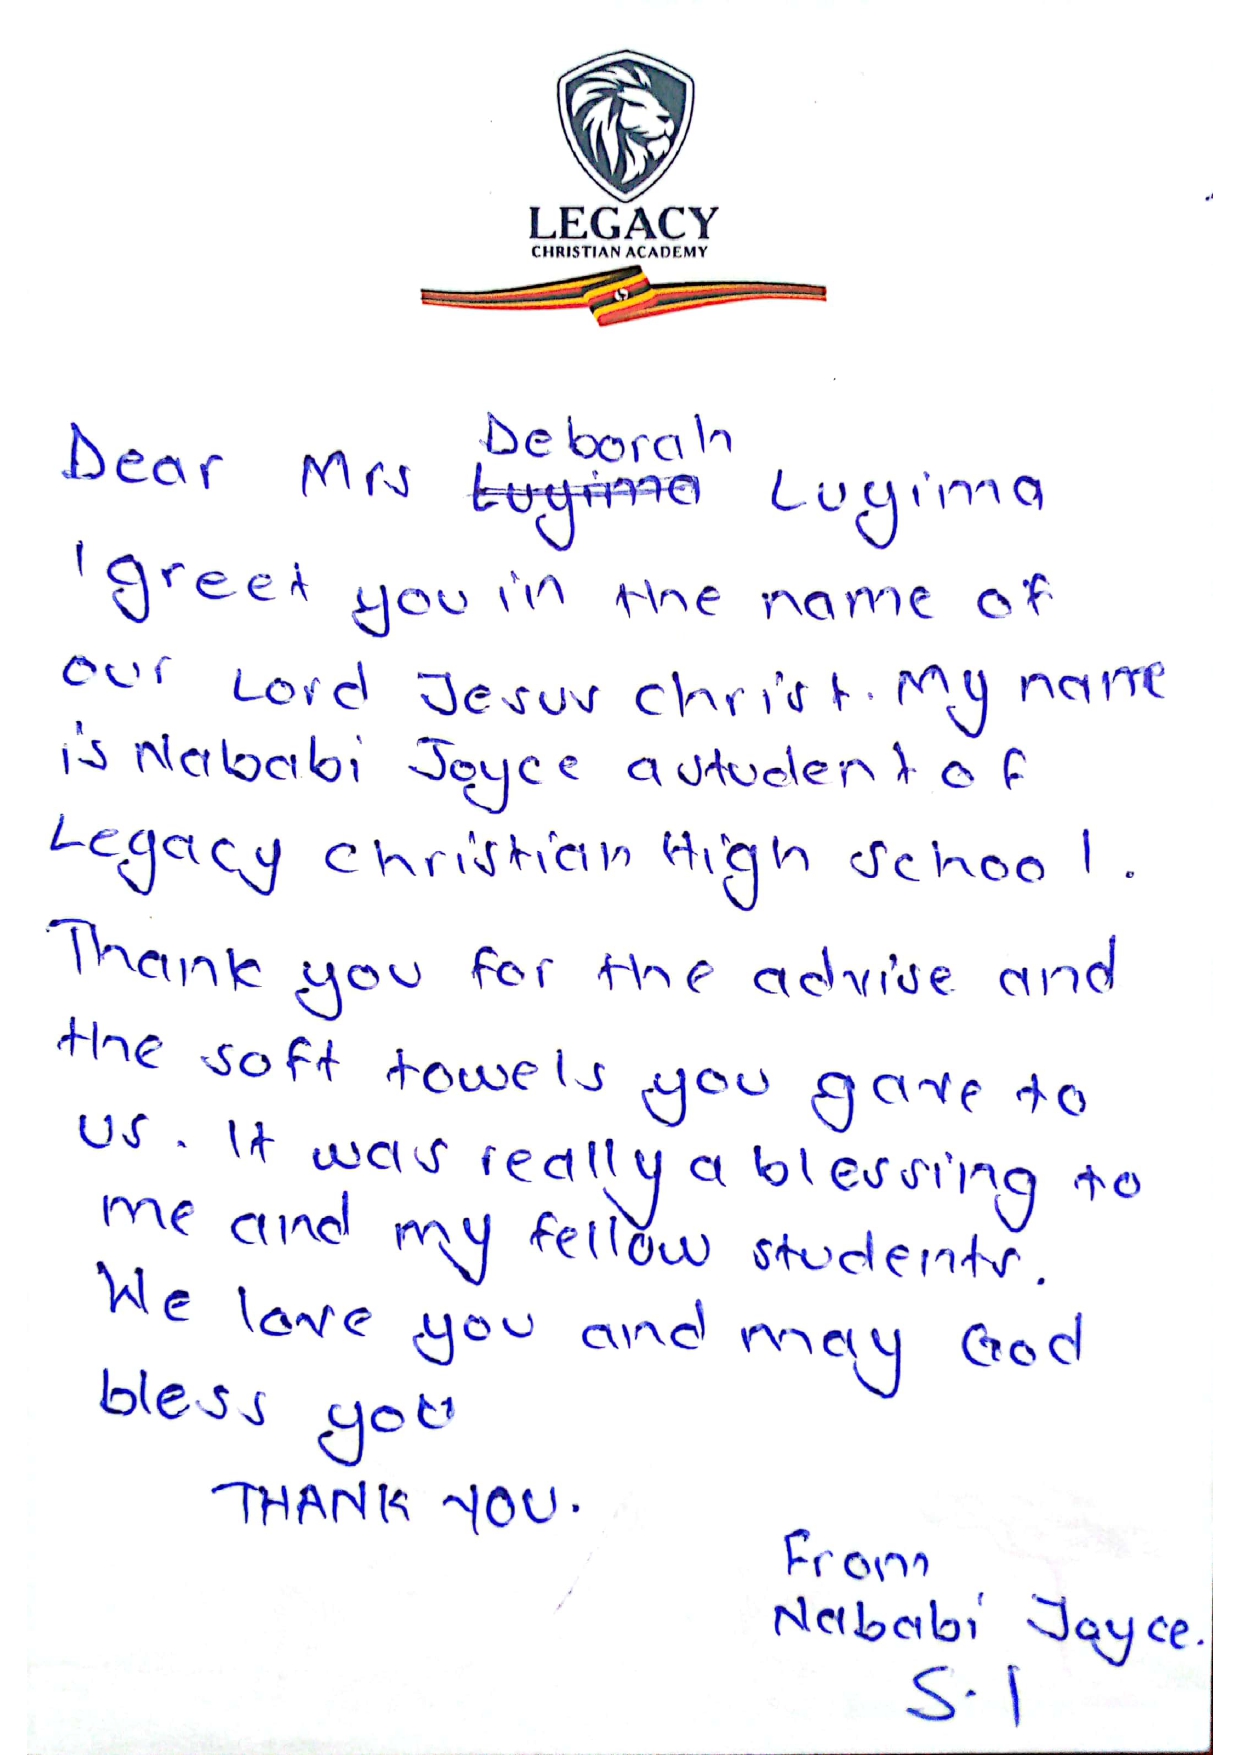 LEGACY
CHRISTIAN ACADEMY
Dear Mrs Deborah Luyima
I greet you in the name of
our Lord Jesus christ. My name
is Nababi Joyce a student of
Legacy christian High school.
Thank you for the advise and
the soft towels you gave to
us. It was really a blessing to
me and my fellow students.
We love you and may God
bless you
THANK YOU.
From
Nababi Joyce.
S.1